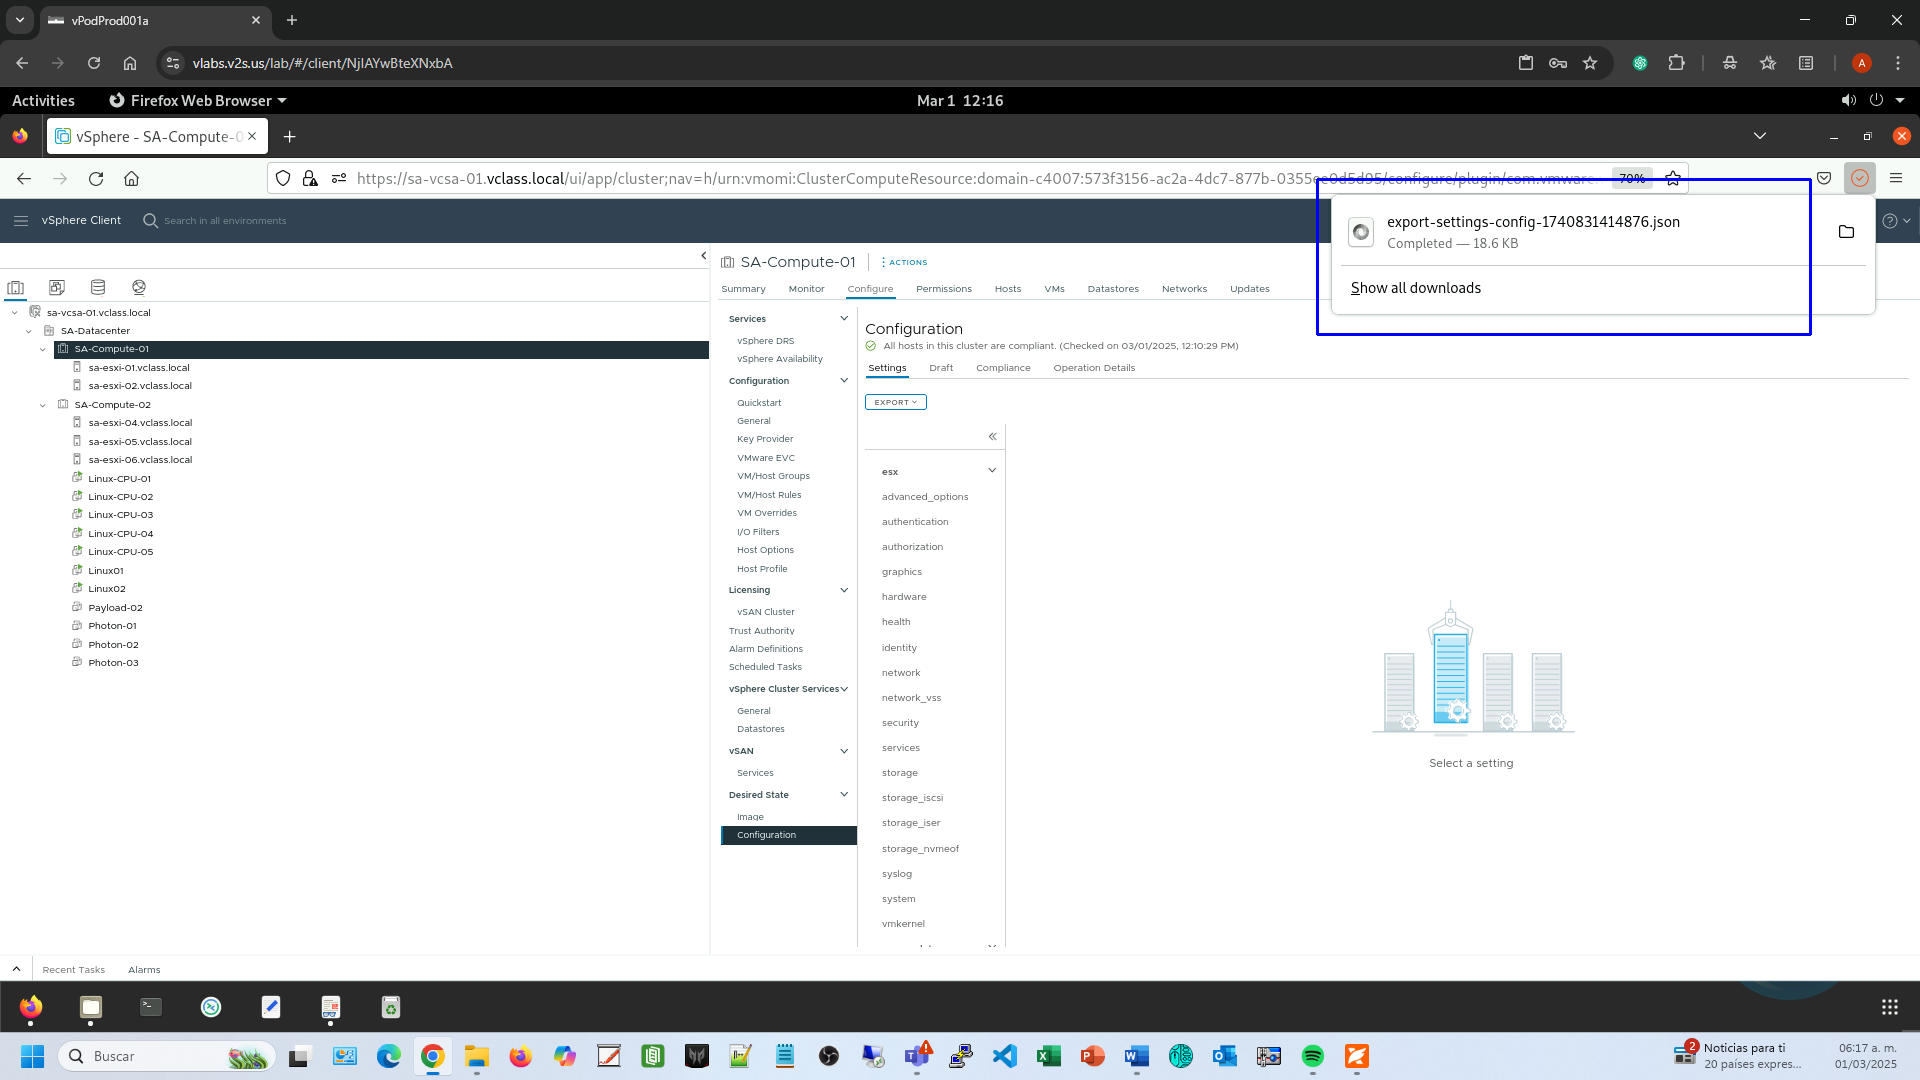 vPodProd001a
vlabs.v2s.us/lab/#/client/NjIAYwBteXNxbA
A
Activities
Firefox Web Browser
Mar 1 12:16
vSphere - SA-Compute-0
https://sa-vcsa-01.vclass.local/ui/app/cluster;nav=h/urn:vmomi:ClusterComputeResource:domain-c4007:573f3156-ac2a-4dc7-877b-0355ee0d5d95/configure/plugin/com.vmware
70%
vSphere Client
Search in all environments
export-settings-config-1740831414876.json
Completed — 18.6 KB
Show all downloads
SA-Compute-01
ACTIONS
Summary
Monitor
Configure
Permissions
Hosts
VMs
Datastores
Networks
Updates
sa-vcsa-01.vclass.local
SA-Datacenter
SA-Compute-01
sa-esxi-01.vclass.local
sa-esxi-02.vclass.local
SA-Compute-02
sa-esxi-04.vclass.local
sa-esxi-05.vclass.local
sa-esxi-06.vclass.local
Linux-CPU-01
Linux-CPU-02
Linux-CPU-03
Linux-CPU-04
Linux-CPU-05
Linux01
Linux02
Payload-02
Photon-01
Photon-02
Photon-03
Services
vSphere DRS
vSphere Availability
Configuration
Quickstart
General
Key Provider
VMware EVC
VM/Host Groups
VM/Host Rules
VM Overrides
I/O Filters
Host Options
Host Profile
Licensing
vSAN Cluster
Trust Authority
Alarm Definitions
Scheduled Tasks
vSphere Cluster Services
General
Datastores
vSAN
Services
Desired State
Image
Configuration
Configuration
All hosts in this cluster are compliant. (Checked on 03/01/2025, 12:10:29 PM)
Settings
Draft
Compliance
Operation Details
EXPORT
esx
advanced_options
authentication
authorization
graphics
hardware
health
identity
network
network_vss
security
services
storage
storage_iscsi
storage_iser
storage_nvmeof
syslog
system
vmkernel
Select a setting
Recent Tasks
Alarms
Buscar
2
Noticias para ti
20 países expres...
06:17 a. m.
01/03/2025